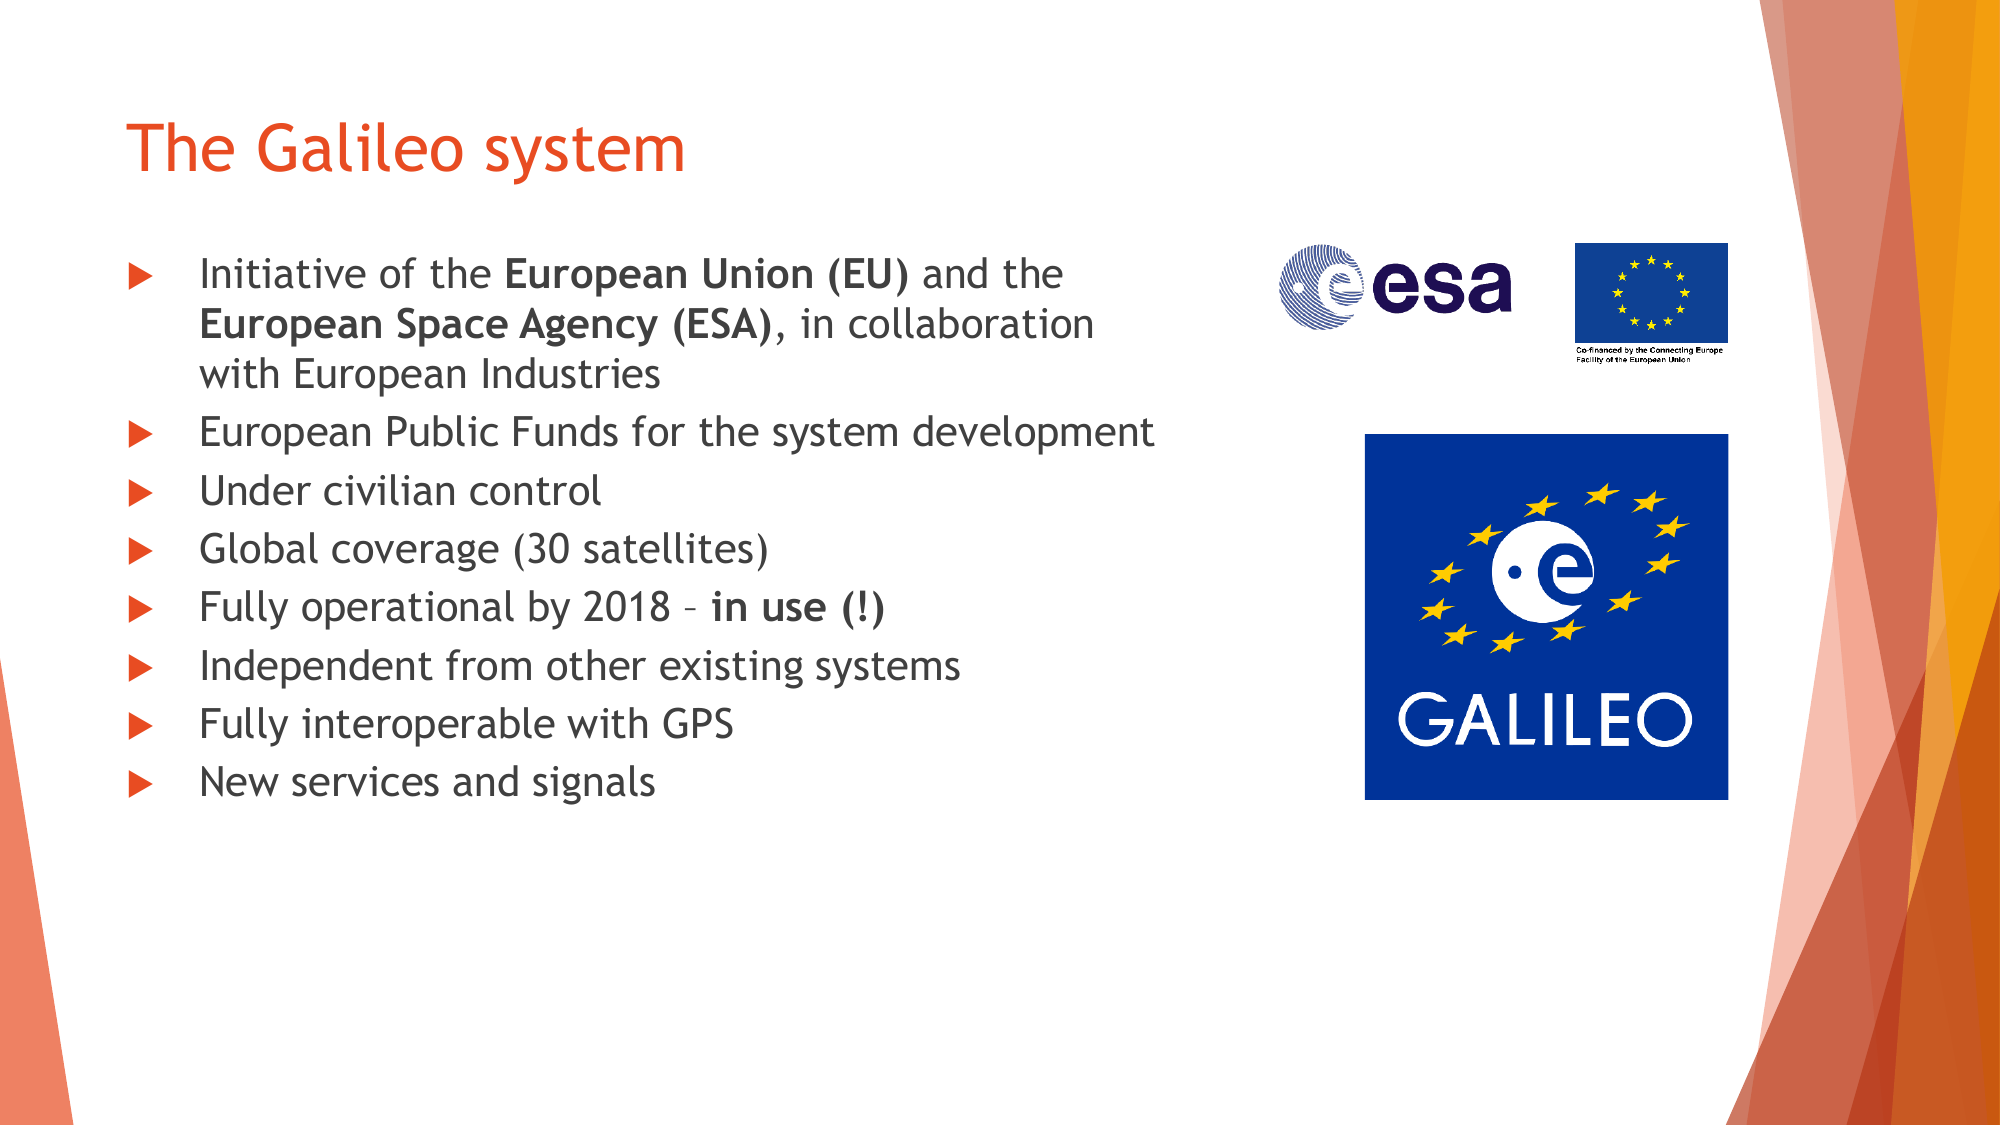 The Galileo system
Initiative of the European Union (EU) and the
European Space Agency (ESA), in collaboration
with European Industries
European Public Funds for the system development
Under civilian control
Global coverage (30 satellites)
Fully operational by 2018 – in use (!)
Independent from other existing systems
Fully interoperable with GPS
New services and signals
esa
Co-financed by the Connecting Europe
Facility of the European Union
e
GALILEO